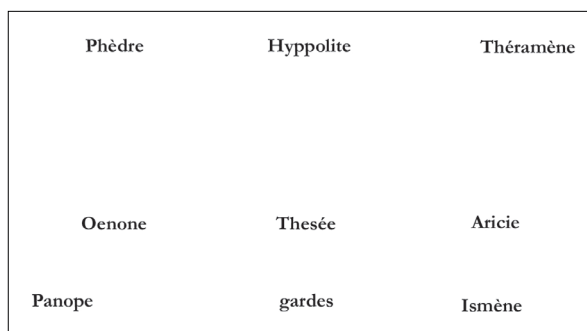 Phèdre Hyppolite Théramène
Oenone Thesée Aricie
Panope gardes Ismène